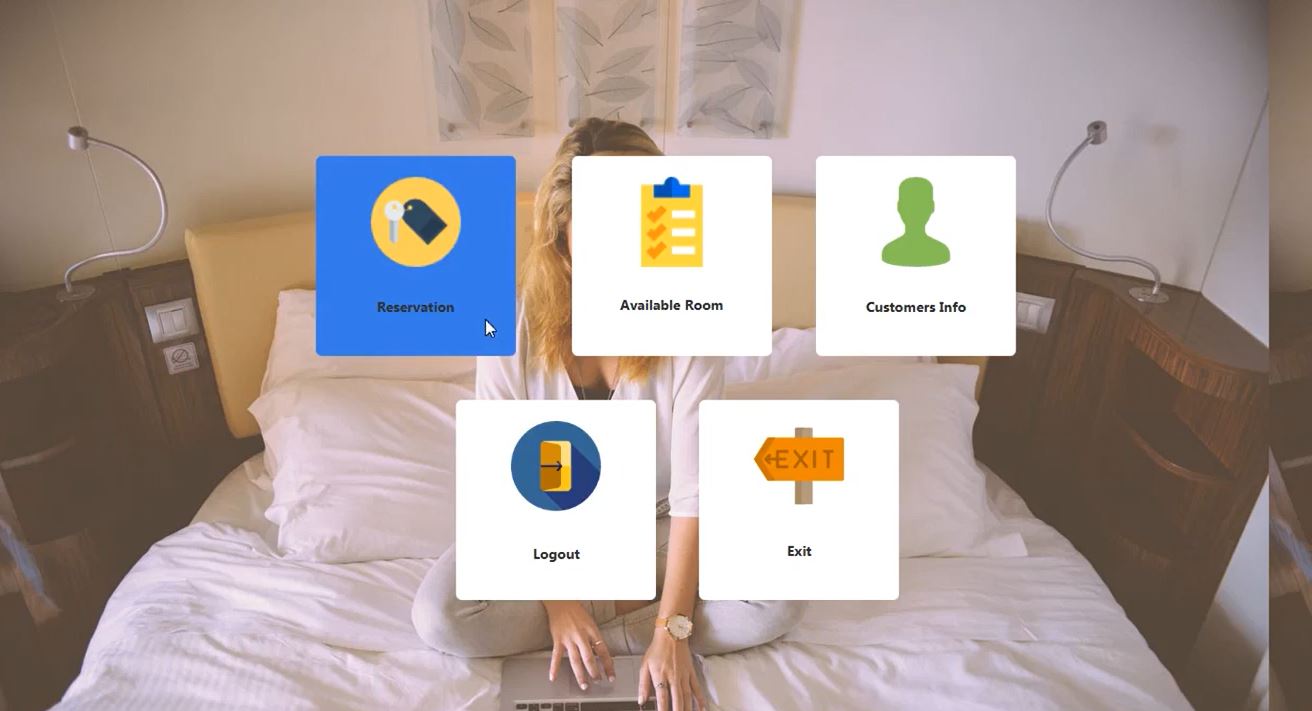 Reservation
Available Room
Customers Info
EXIT
Logout
Exit